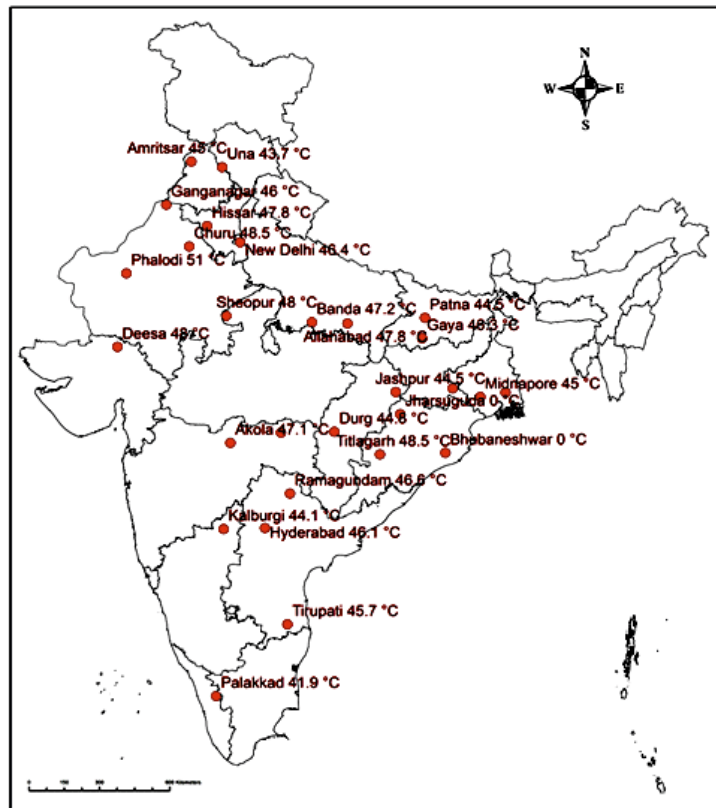 N
W E
S
Amritsar 45 °C
Una 43.7 °C
Ganganagar 46 °C
Hissar 47.8 °C
Churu 48.5 °C
New Delhi 46.4 °C
Phalodi 51 °C
Sheopur 48 °C
Banda 47.2 °C
Patna 44.5 °C
Allahabad 47.8 °C
Gaya 48.3 °C
Deesa 48 °C
Jashpur 44.5 °C
Midnapore 45 °C
Jharsuguda 0 °C
Durg 44.6 °C
Akola 47.1 °C
Titlagarh 48.5 °C
Bhubaneshwar 0 °C
Ramagundam 46.6 °C
Kalburgi 44.1 °C
Hyderabad 46.1 °C
Tirupati 45.7 °C
Palakkad 41.9 °C
Kilometers